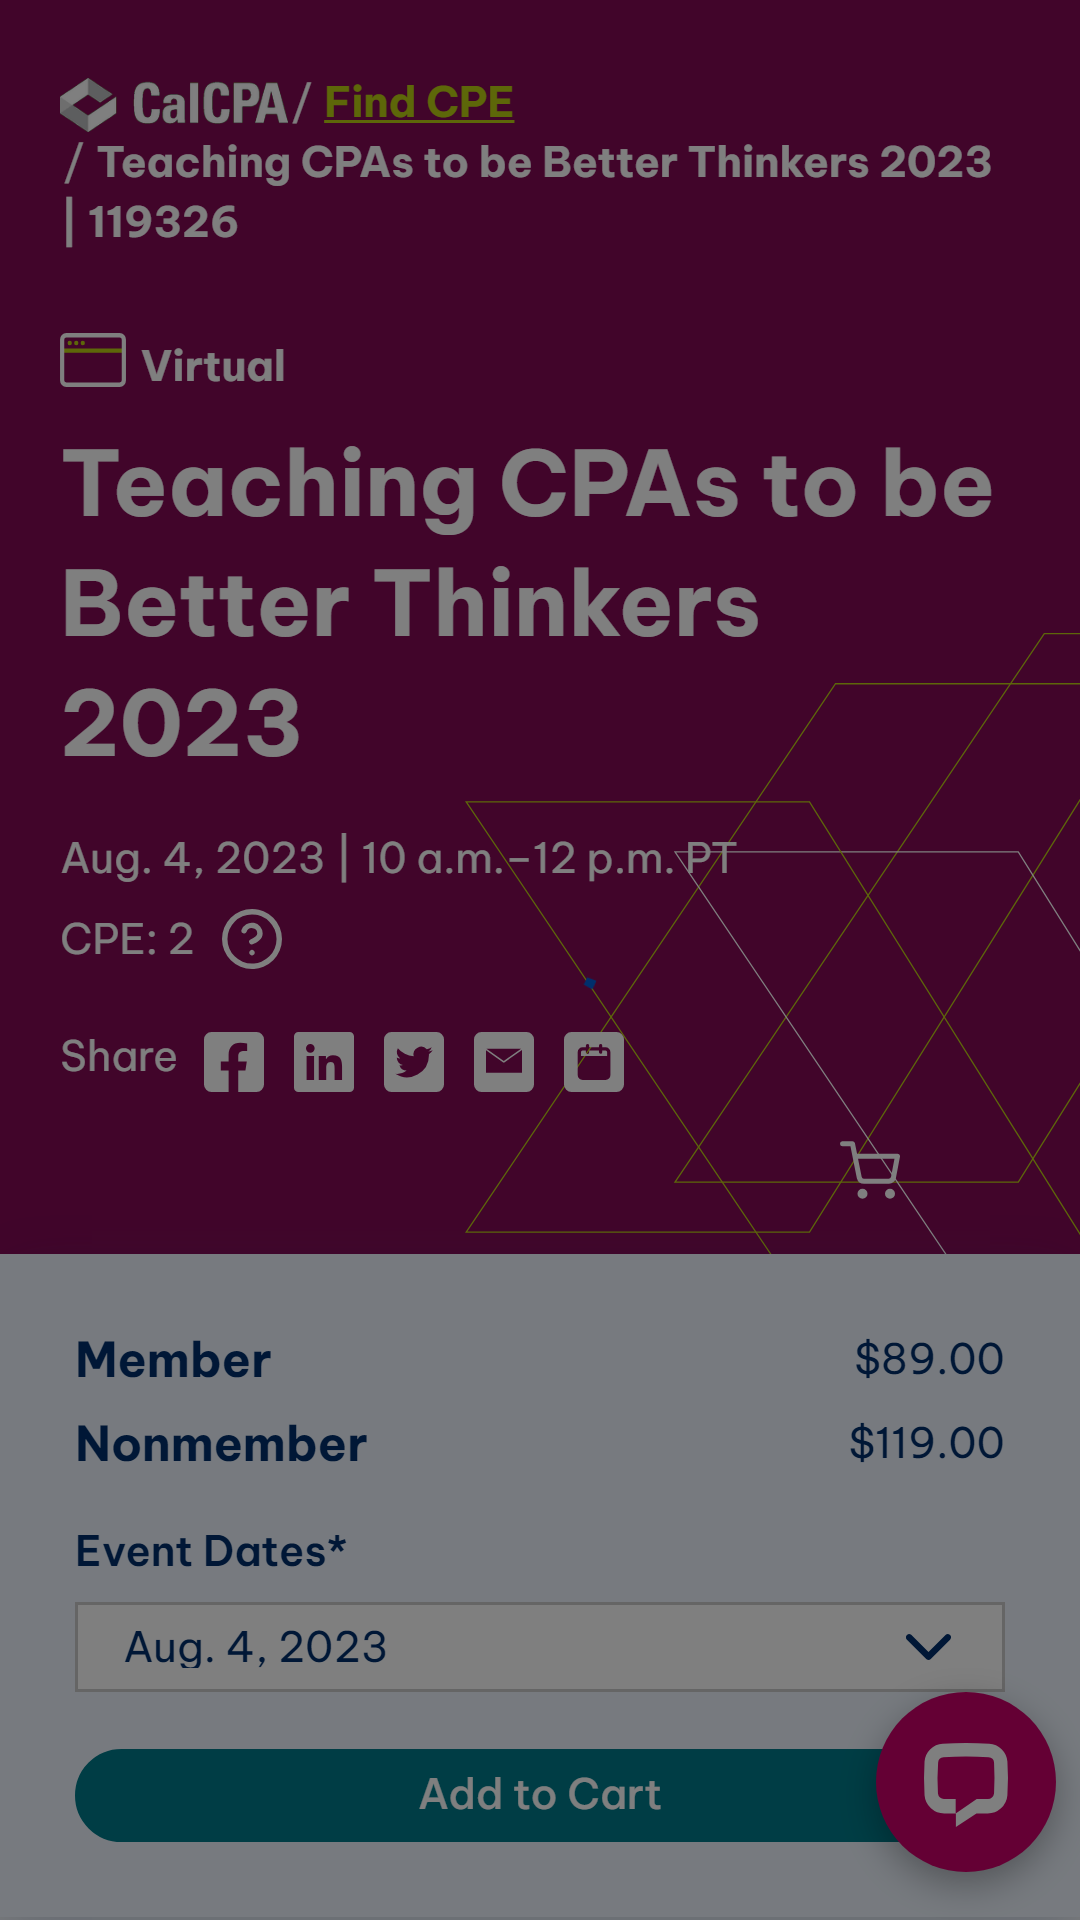 CalCPA / Find CPE
/ Teaching CPAs to be Better Thinkers 2023
| 119326
Virtual
Teaching CPAs to be
Better Thinkers
2023
Aug. 4, 2023 | 10 a.m.–12 p.m. PT
CPE: 2 ?
Share
Member $89.00
Nonmember $119.00
Event Dates*
Aug. 4, 2023
Add to Cart